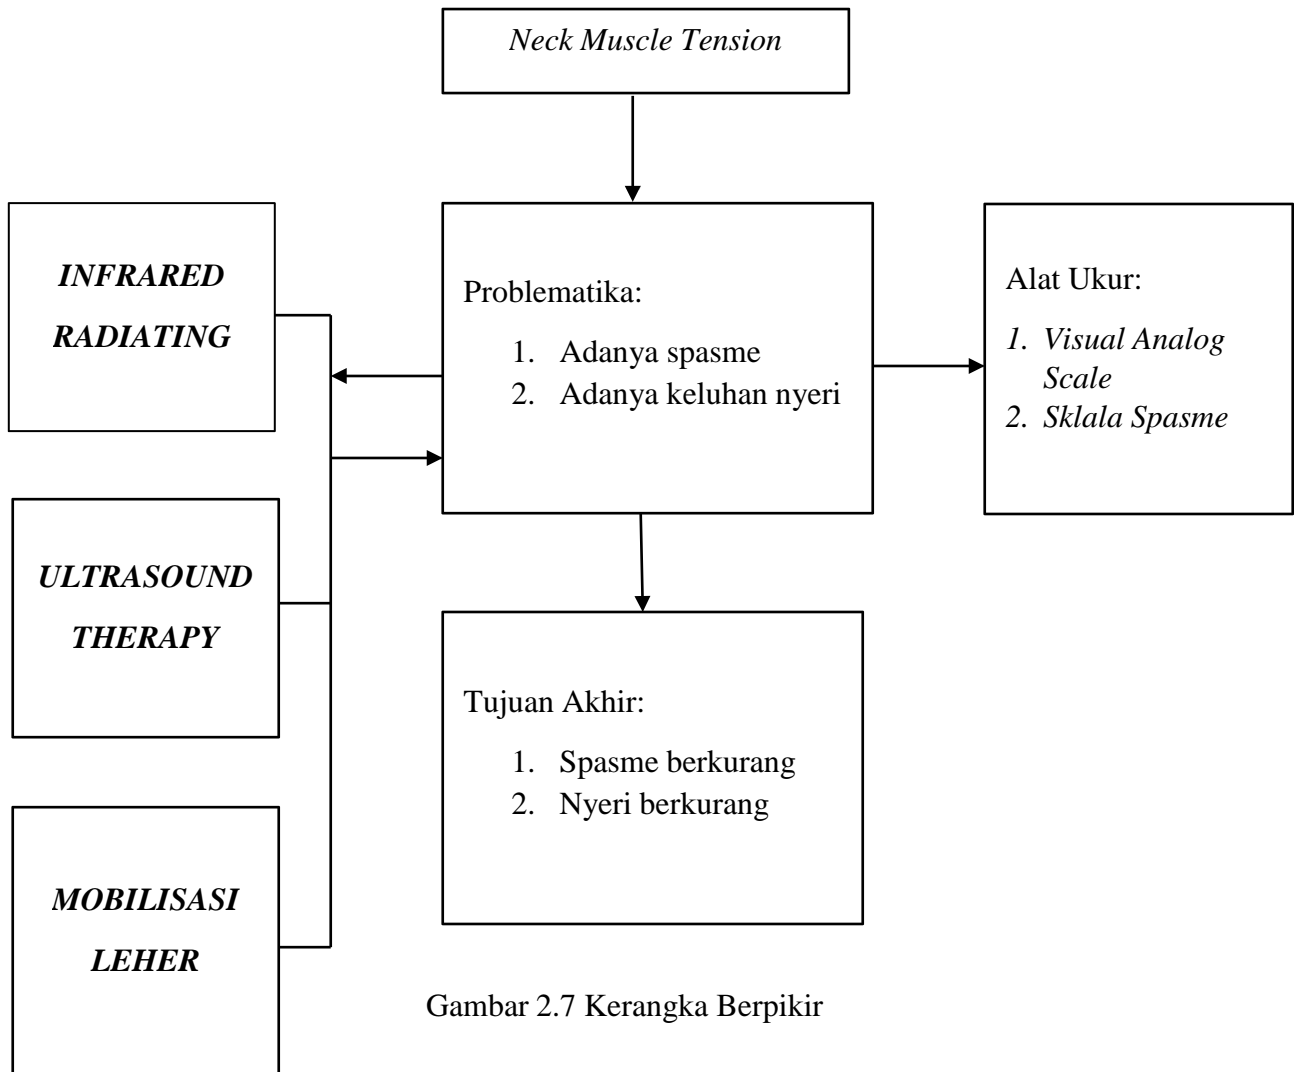 Neck Muscle Tension
INFRARED
RADIATING
Problematika:
1. Adanya spasme
2. Adanya keluhan nyeri
Alat Ukur:
1. Visual Analog
Scale
2. Sklala Spasme
ULTRASOUND
THERAPY
Tujuan Akhir:
1. Spasme berkurang
2. Nyeri berkurang
MOBILISASI
LEHER
Gambar 2.7 Kerangka Berpikir